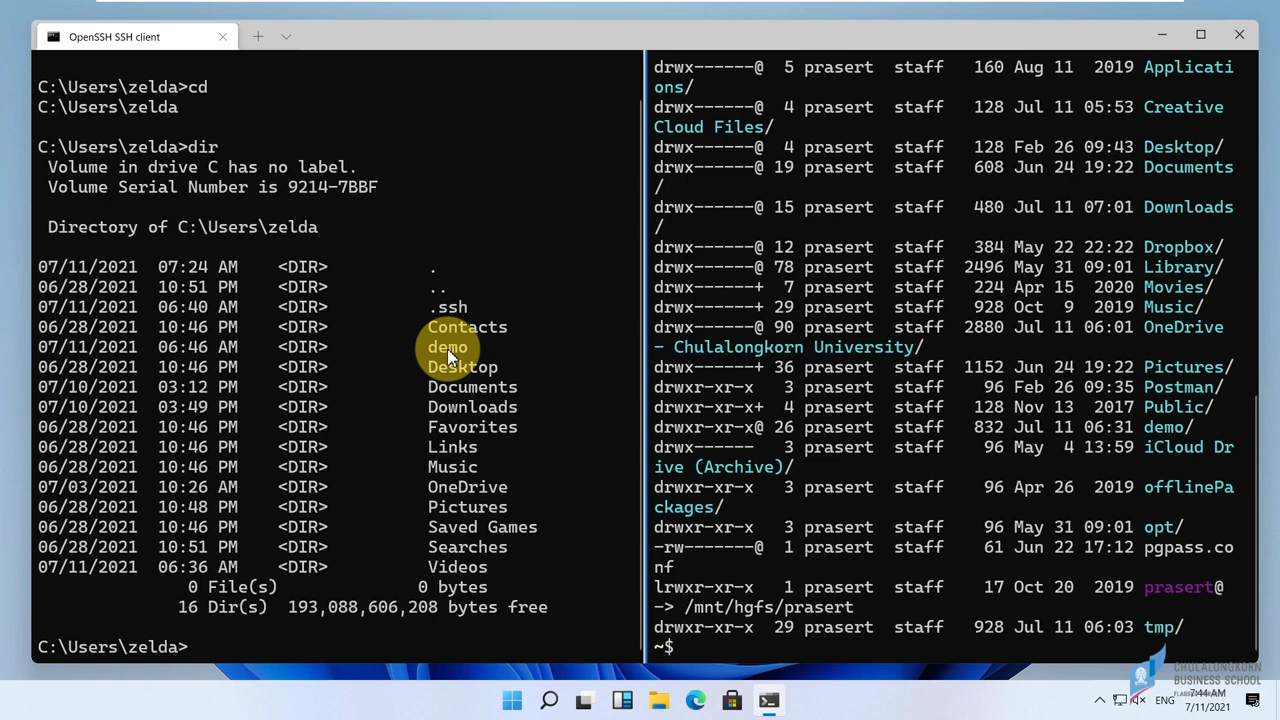 OpenSSH SSH client
C:\Users\zelda>cd
C:\Users\zelda
C:\Users\zelda>dir
Volume in drive C has no label.
Volume Serial Number is 9214-7BBF
Directory of C:\Users\zelda
07/11/2021 07:24 AM <DIR> .
06/28/2021 10:51 PM <DIR> ..
07/11/2021 06:40 AM <DIR> .ssh
06/28/2021 10:46 PM <DIR> Contacts
07/11/2021 06:46 AM <DIR> demo
06/28/2021 10:46 PM <DIR> Desktop
07/10/2021 03:12 PM <DIR> Documents
07/10/2021 03:49 PM <DIR> Downloads
06/28/2021 10:46 PM <DIR> Favorites
06/28/2021 10:46 PM <DIR> Links
06/28/2021 10:46 PM <DIR> Music
07/03/2021 10:26 AM <DIR> OneDrive
06/28/2021 10:48 PM <DIR> Pictures
06/28/2021 10:46 PM <DIR> Saved Games
06/28/2021 10:51 PM <DIR> Searches
07/11/2021 06:36 AM <DIR> Videos
0 File(s) 0 bytes
16 Dir(s) 193,088,606,208 bytes free
C:\Users\zelda>
drwx------@ 5 prasert staff 160 Aug 11 2019 Applicati
ons/
drwx------@ 4 prasert staff 128 Jul 11 05:53 Creative
Cloud Files/
drwx------@ 4 prasert staff 128 Feb 26 09:43 Desktop/
drwx------@ 19 prasert staff 608 Jun 24 19:22 Documents
/
drwx------@ 15 prasert staff 480 Jul 11 07:01 Downloads
/
drwx------@ 12 prasert staff 384 May 22 22:22 Dropbox/
drwx------@ 78 prasert staff 2496 May 31 09:01 Library/
drwx------+ 7 prasert staff 224 Apr 15 2020 Movies/
drwx------+ 29 prasert staff 928 Oct 9 2019 Music/
drwx------@ 90 prasert staff 2880 Jul 11 06:01 OneDrive
- Chulalongkorn University/
drwx------+ 36 prasert staff 1152 Jun 24 19:22 Pictures/
drwxr-xr-x 3 prasert staff 96 Feb 26 09:35 Postman/
drwxr-xr-x+ 4 prasert staff 128 Nov 13 2017 Public/
drwxr-xr-x@ 26 prasert staff 832 Jul 11 06:31 demo/
drwx------ 3 prasert staff 96 May 4 13:59 iCloud Dr
ive (Archive)/
drwxr-xr-x 3 prasert staff 96 Apr 26 2019 offlinePa
ckages/
drwxr-xr-x 3 prasert staff 96 May 31 09:01 opt/
-rw-------@ 1 prasert staff 61 Jun 22 17:12 pgpass.co
nf
lrwxr-xr-x 1 prasert staff 17 Oct 20 2019 prasert@
-> /mnt/hgfs/prasert
drwxr-xr-x 29 prasert staff 928 Jul 11 06:03 tmp/
~$
CHULALONGKORN
BUSINESS SCHOOL
ENG
7:44 AM
7/11/2021